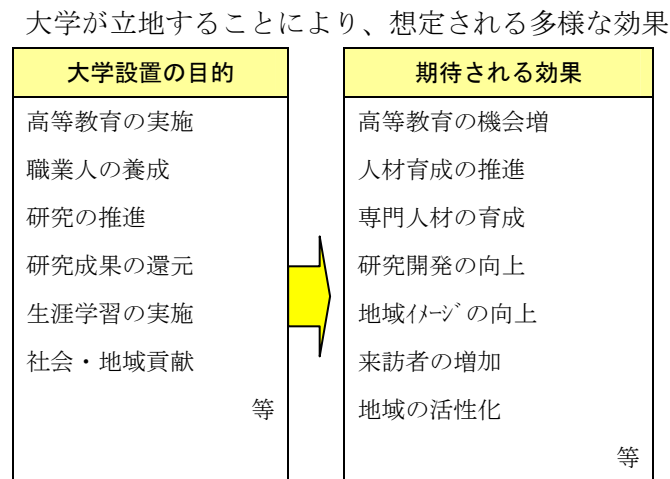 大学が立地することにより、想定される多様な効果
大学設置の目的
高等教育の実施
職業人の養成
研究の推進
研究成果の還元
生涯学習の実施
社会・地域貢献
等
期待される効果
高等教育の機会増
人材育成の推進
専門人材の育成
研究開発の向上
地域ｲﾒｰｼﾞの向上
来訪者の増加
地域の活性化
等